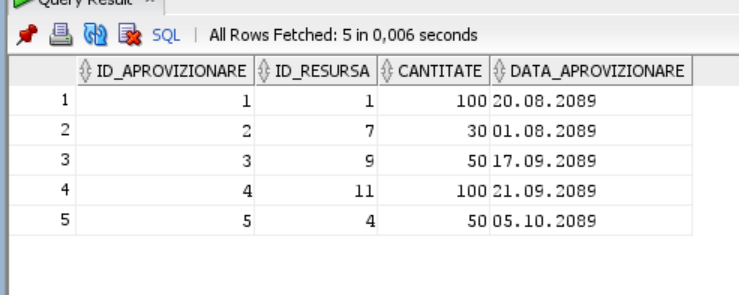 Query Result
SQL | All Rows Fetched: 5 in 0,006 seconds
ID_APROVIZIONARE ID_RESURSA CANTITATE DATA_APROVIZIONARE
1 1 1 100 20.08.2089
2 2 7 30 01.08.2089
3 3 9 50 17.09.2089
4 4 11 100 21.09.2089
5 5 4 50 05.10.2089